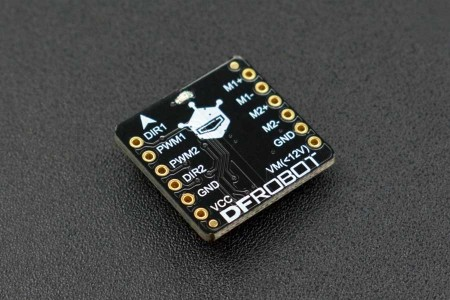 DIR1
PWM1
PWM2
DIR2
GND
VCC
M1+
M1-
M2+
M2-
GND
VM(<12V)
DFROBOT